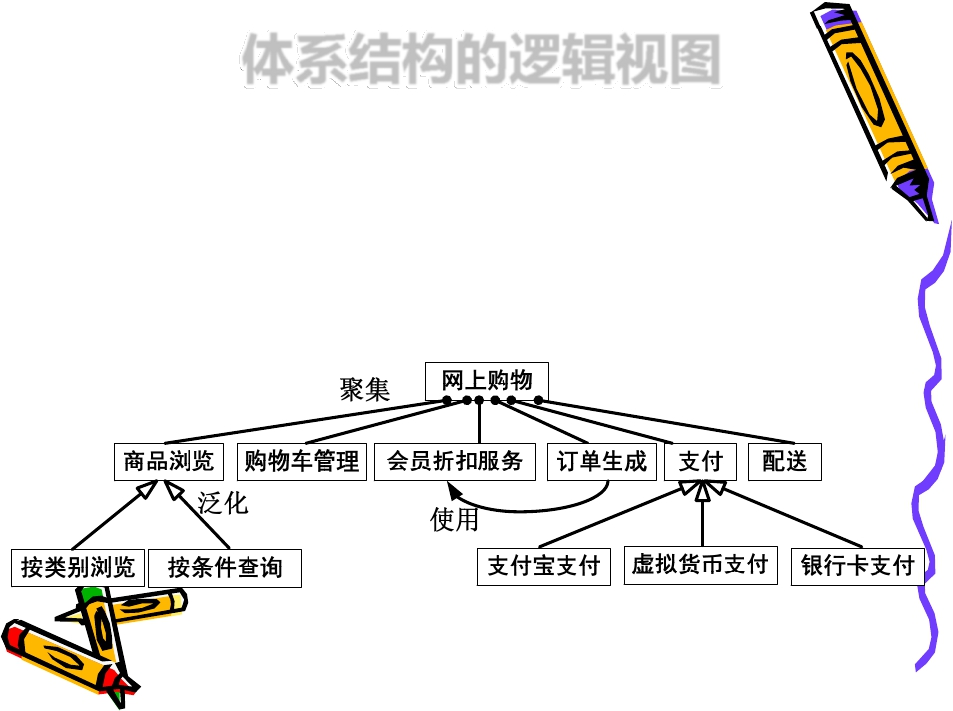 体系结构的逻辑视图
网上购物
聚集
商品浏览
购物车管理
会员折扣服务
订单生成
支付
配送
泛化
使用
按类别浏览
按条件查询
支付宝支付
虚拟货币支付
银行卡支付